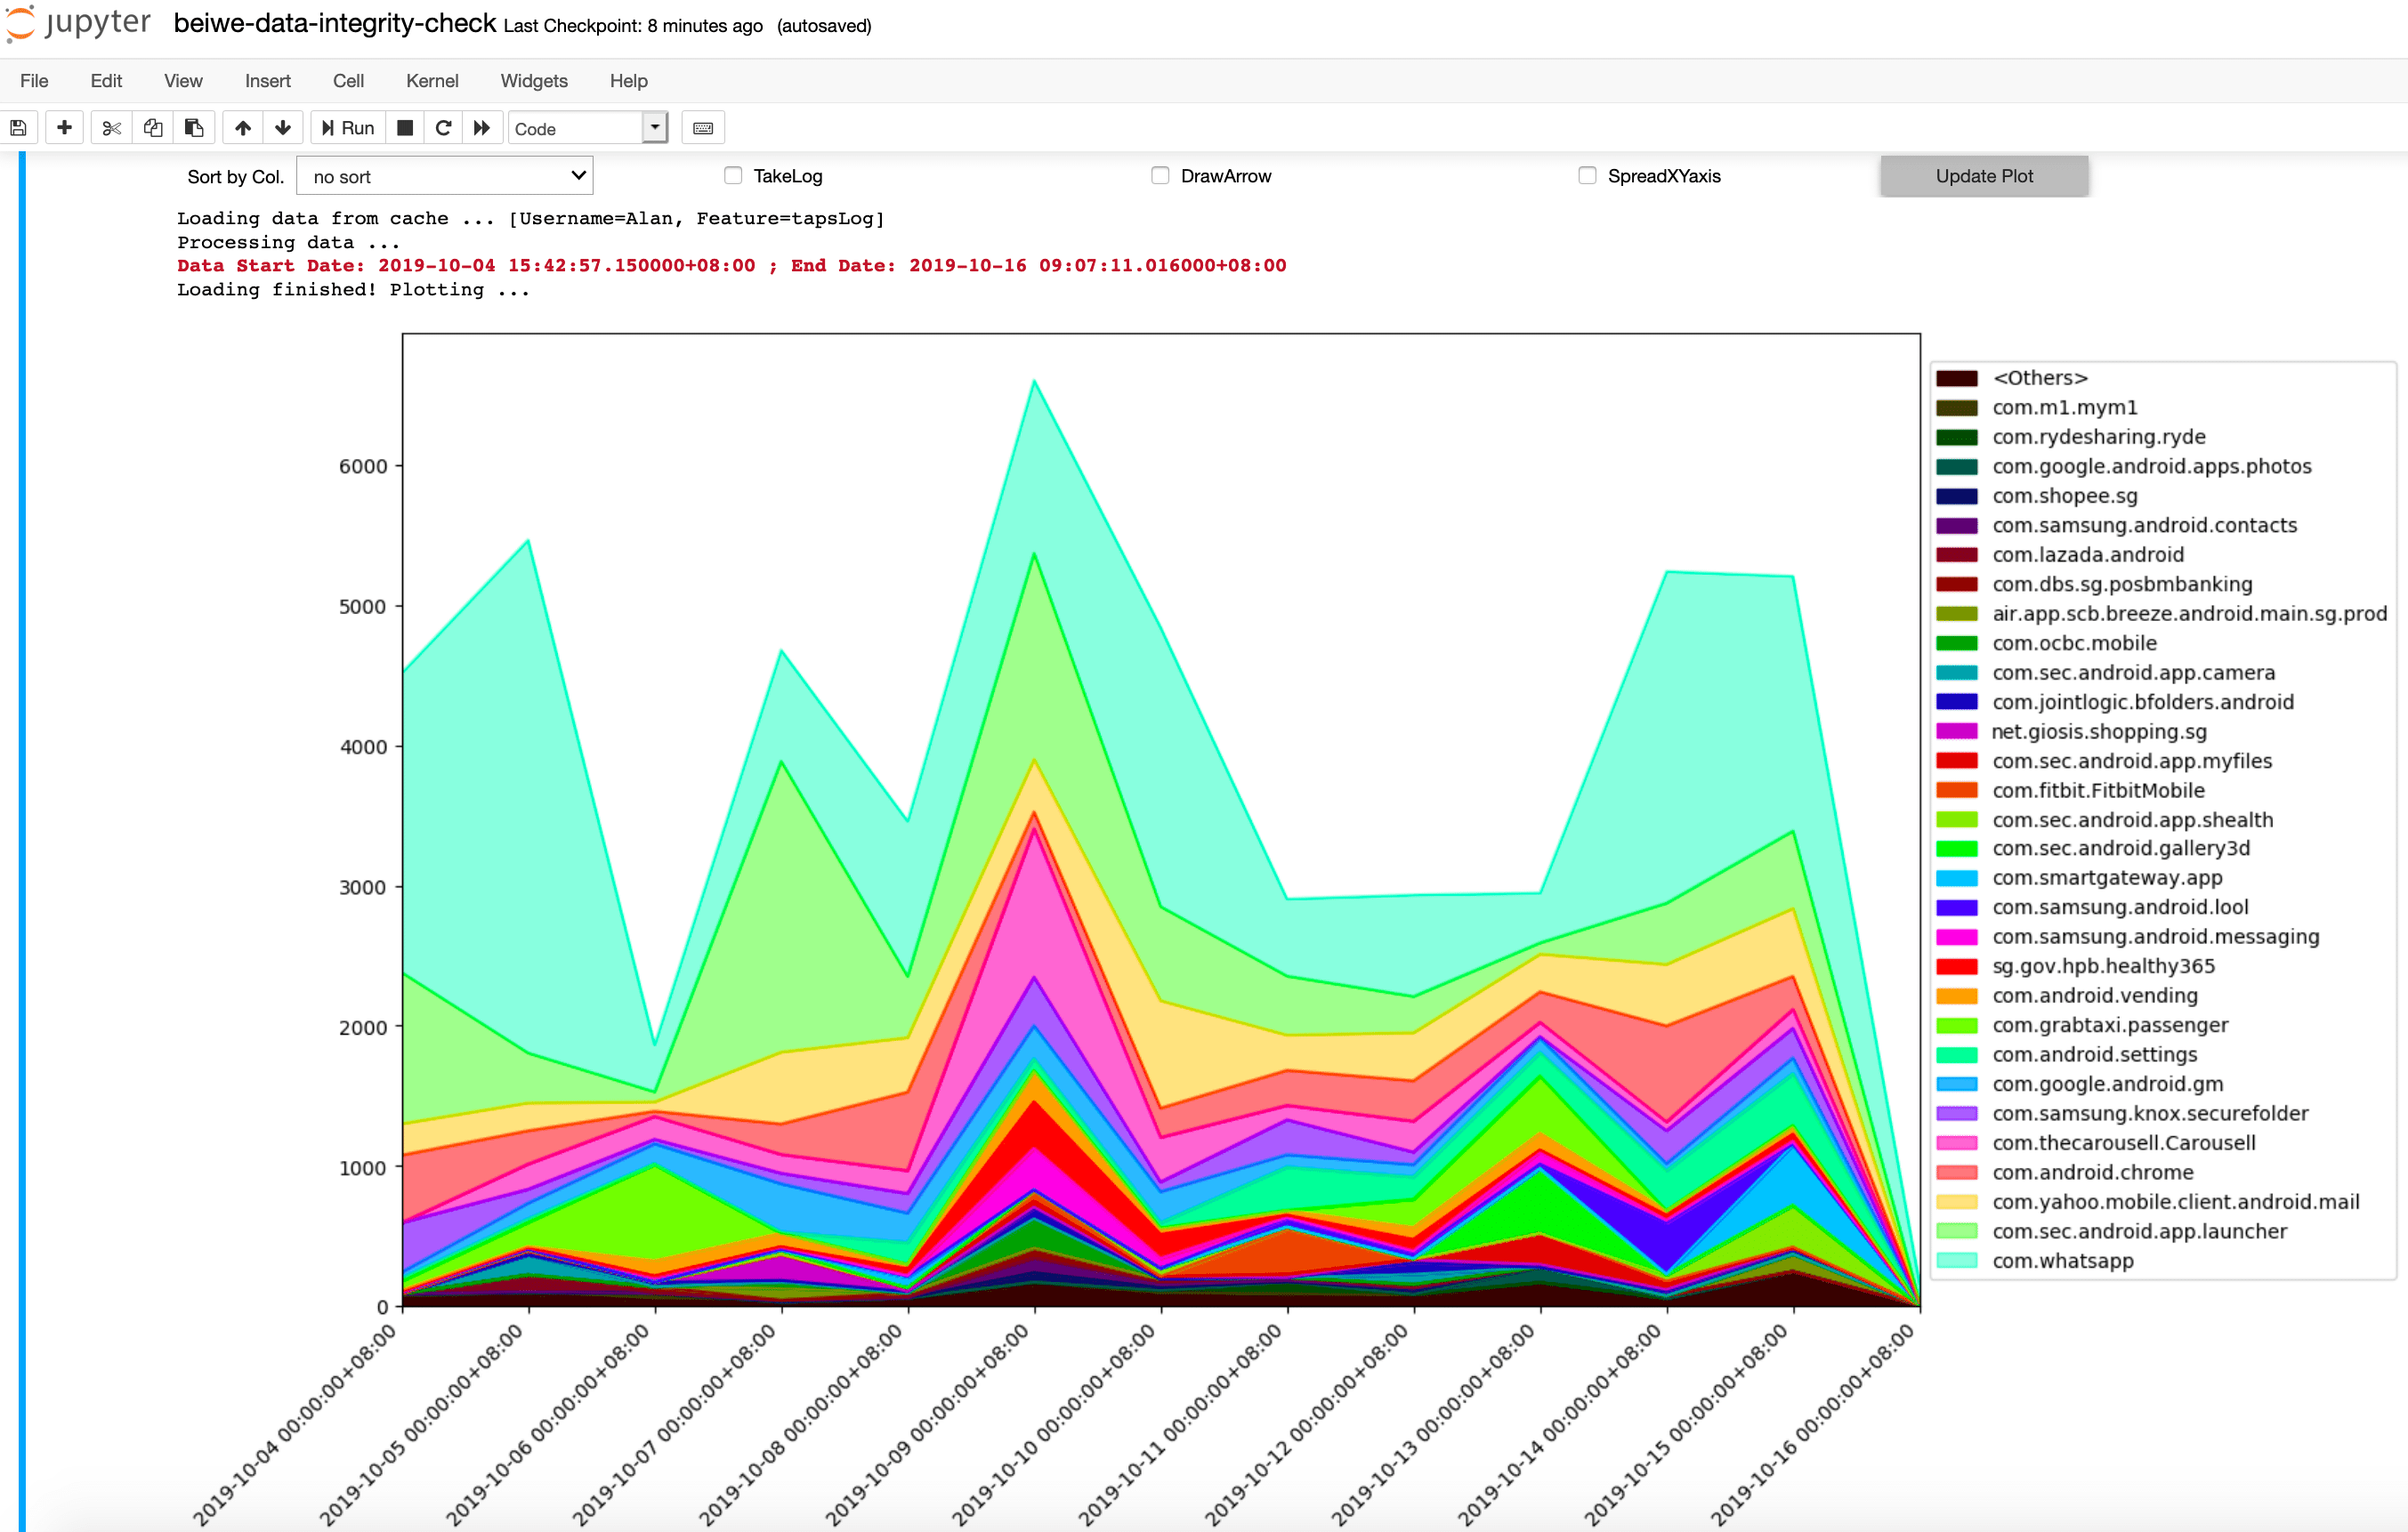 jupyter beiwe-data-integrity-check Last Checkpoint: 8 minutes ago (autosaved)
File Edit View Insert Cell Kernel Widgets Help
Run Code
Sort by Col. no sort TakeLog DrawArrow SpreadXYaxis Update Plot
Loading data from cache ... [Username=Alan, Feature=tapsLog]
Processing data ...
Data Start Date: 2019-10-04 15:42:57.150000+08:00 ; End Date: 2019-10-16 09:07:11.016000+08:00
Loading finished! Plotting ...
6000
5000
4000
3000
2000
1000
0
2019-10-04 00:00:00+08:00
2019-10-05 00:00:00+08:00
2019-10-06 00:00:00+08:00
2019-10-07 00:00:00+08:00
2019-10-08 00:00:00+08:00
2019-10-09 00:00:00+08:00
2019-10-10 00:00:00+08:00
2019-10-11 00:00:00+08:00
2019-10-12 00:00:00+08:00
2019-10-13 00:00:00+08:00
2019-10-14 00:00:00+08:00
2019-10-15 00:00:00+08:00
2019-10-16 00:00:00+08:00
<Others>
com.m1.mym1
com.rydesharing.ryde
com.google.android.apps.photos
com.shopee.sg
com.samsung.android.contacts
com.lazada.android
com.dbs.sg.posbmbanking
air.app.scb.breeze.android.main.sg.prod
com.ocbc.mobile
com.sec.android.app.camera
com.jointlogic.bfolders.android
net.giosis.shopping.sg
com.sec.android.app.myfiles
com.fitbit.FitbitMobile
com.sec.android.app.shealth
com.sec.android.gallery3d
com.smartgateway.app
com.samsung.android.lool
com.samsung.android.messaging
sg.gov.hpb.healthy365
com.android.vending
com.grabtaxi.passenger
com.android.settings
com.google.android.gm
com.samsung.knox.securefolder
com.thecarousell.Carousell
com.android.chrome
com.yahoo.mobile.client.android.mail
com.sec.android.app.launcher
com.whatsapp